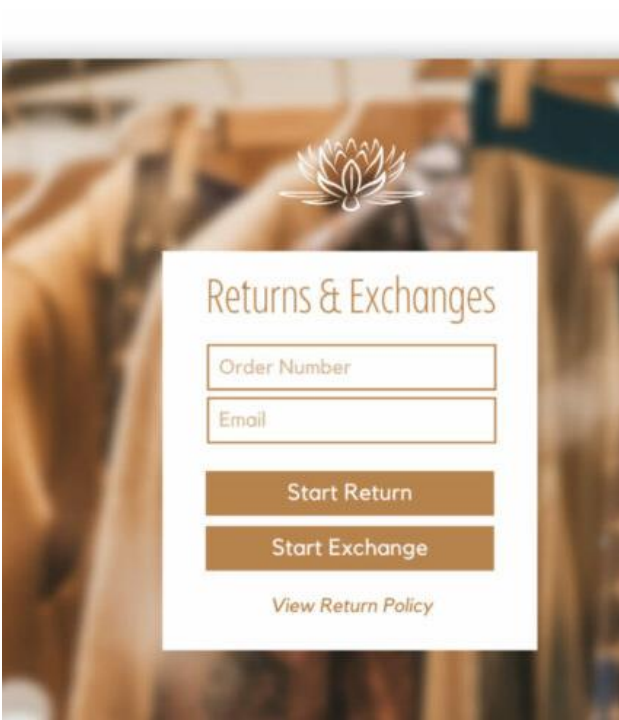 Returns & Exchanges
Order Number
Email
Start Return
Start Exchange
View Return Policy